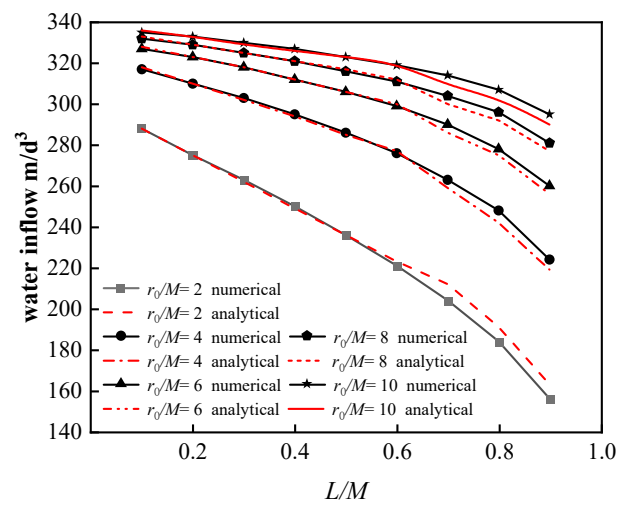 340
320
300
280
260
240
220
200
180
160
140
water inflow m/d³
r₀/M= 2 numerical
r₀/M= 2 analytical
r₀/M= 4 numerical
r₀/M= 8 numerical
r₀/M= 4 analytical
r₀/M= 8 analytical
r₀/M= 6 numerical
r₀/M= 10 numerical
r₀/M= 6 analytical
r₀/M= 10 analytical
0.2 0.4 0.6 0.8 1.0
L/M